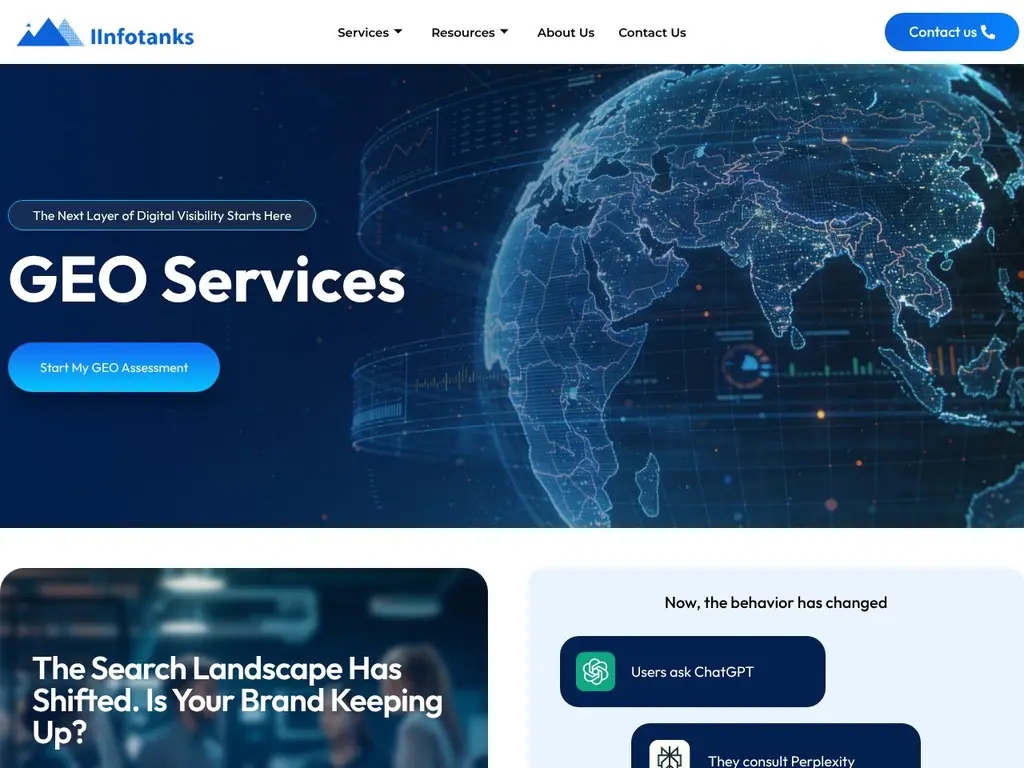 IInfotanks
Services
Resources
About Us
Contact Us
Contact us
The Next Layer of Digital Visibility Starts Here
GEO Services
Start My GEO Assessment
The Search Landscape Has
Shifted. Is Your Brand Keeping
Up?
Now, the behavior has changed
Users ask ChatGPT
They consult Perplexity